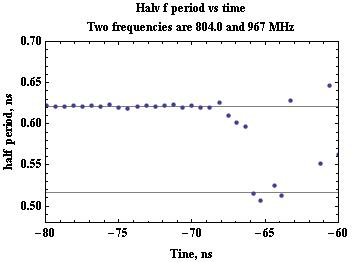 Halv f period vs time
Two frequencies are 804.0 and 967 MHz
0.70
0.65
0.60
0.55
0.50
half period, ns
−80
−75
−70
−65
−60
Tine, ns